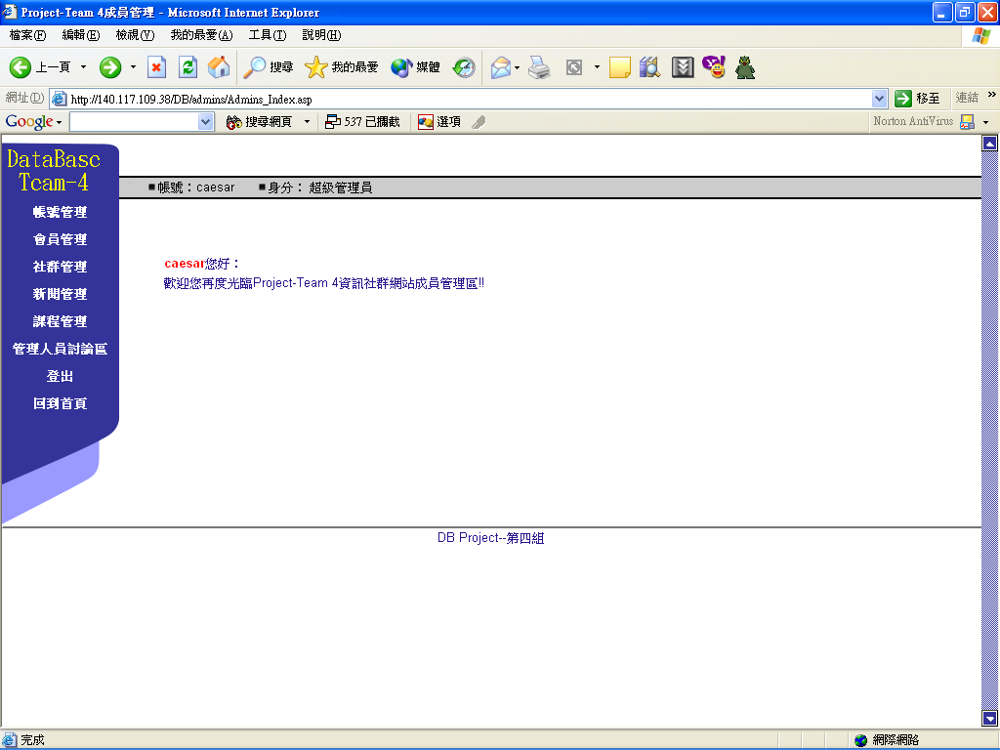 Project-Team 4成員管理 - Microsoft Internet Explorer
檔案(F) 編輯(E) 檢視(V) 我的最愛(A) 工具(T) 說明(H)
上一頁 搜尋 我的最愛 媒體
網址(D) http://140.117.109.38/DB/admins/Admins_Index.asp 移至 連結 »
Google 搜尋網頁 537 已攔截 選項 Norton AntiVirus
DataBase
Team-4
■帳號：caesar ■身分： 超級管理員
帳號管理
會員管理
社群管理
新聞管理
課程管理
管理人員討論區
登出
回到首頁
caesar您好：
歡迎您再度光臨Project-Team 4資訊社群網站成員管理區!!
DB Project--第四組
完成 網際網路